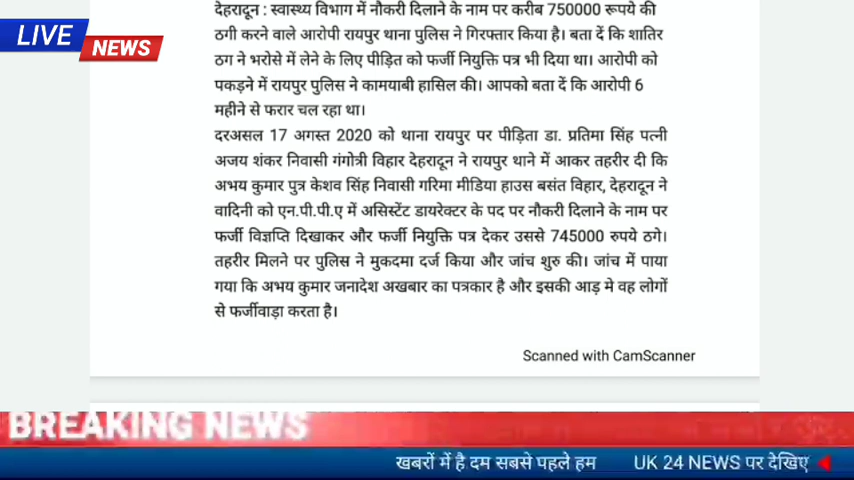 देहरादून : स्वास्थ्य विभाग में नौकरी दिलाने के नाम पर करीब 750000 रूपये की
ठगी करने वाले आरोपी रायपुर थाना पुलिस ने गिरफ्तार किया है। बता दें कि शातिर
ठग ने भरोसे में लेने के लिए पीड़ित को फर्जी नियुक्ति पत्र भी दिया था। आरोपी को
पकड़ने में रायपुर पुलिस ने कामयाबी हासिल की। आपको बता दें कि आरोपी 6
महीने से फरार चल रहा था।
दरअसल 17 अगस्त 2020 को थाना रायपुर पर पीड़िता डा. प्रतिमा सिंह पत्नी
अजय शंकर निवासी गंगोत्री विहार देहरादून ने रायपुर थाने में आकर तहरीर दी कि
अभय कुमार पुत्र केशव सिंह निवासी गरिमा मीडिया हाउस बसंत विहार, देहरादून ने
वादिनी को एन.पी.पी.ए में असिस्टेंट डायरेक्टर के पद पर नौकरी दिलाने के नाम पर
फर्जी विज्ञप्ति दिखाकर और फर्जी नियुक्ति पत्र देकर उससे 745000 रुपये ठगे।
तहरीर मिलने पर पुलिस ने मुकदमा दर्ज किया और जांच शुरु की। जांच में पाया
गया कि अभय कुमार जनादेश अखबार का पत्रकार है और इसकी आड़ मे वह लोगों
से फर्जीवाड़ा करता है।
Scanned with CamScanner
LIVE
NEWS
BREAKING NEWS
खबरों में है दम सबसे पहले हम UK 24 NEWS पर देखिए